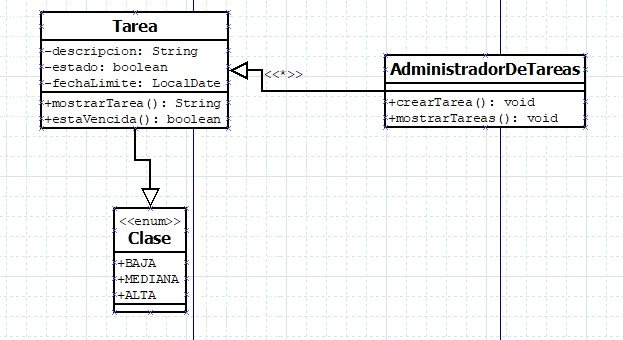 Tarea
-descripcion: String
-estado: boolean
-fechaLimite: LocalDate
+mostrarTarea(): String
+estaVencida(): boolean
<<*>>
AdministradorDeTareas
+crearTarea(): void
+mostrarTareas(): void
<<enum>>
Clase
+BAJA
+MEDIANA
+ALTA